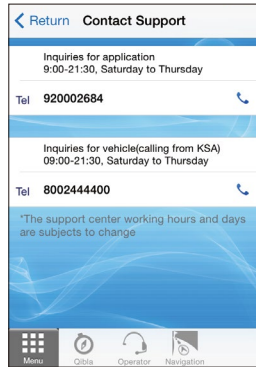 Return Contact Support
Inquiries for application
9:00-21:30, Saturday to Thursday
Tel 920002684
Inquiries for vehicle(calling from KSA)
09:00-21:30, Saturday to Thursday
Tel 8002444400
*The support center working hours and days
are subjects to change
Menu Qibla Operator Navigation